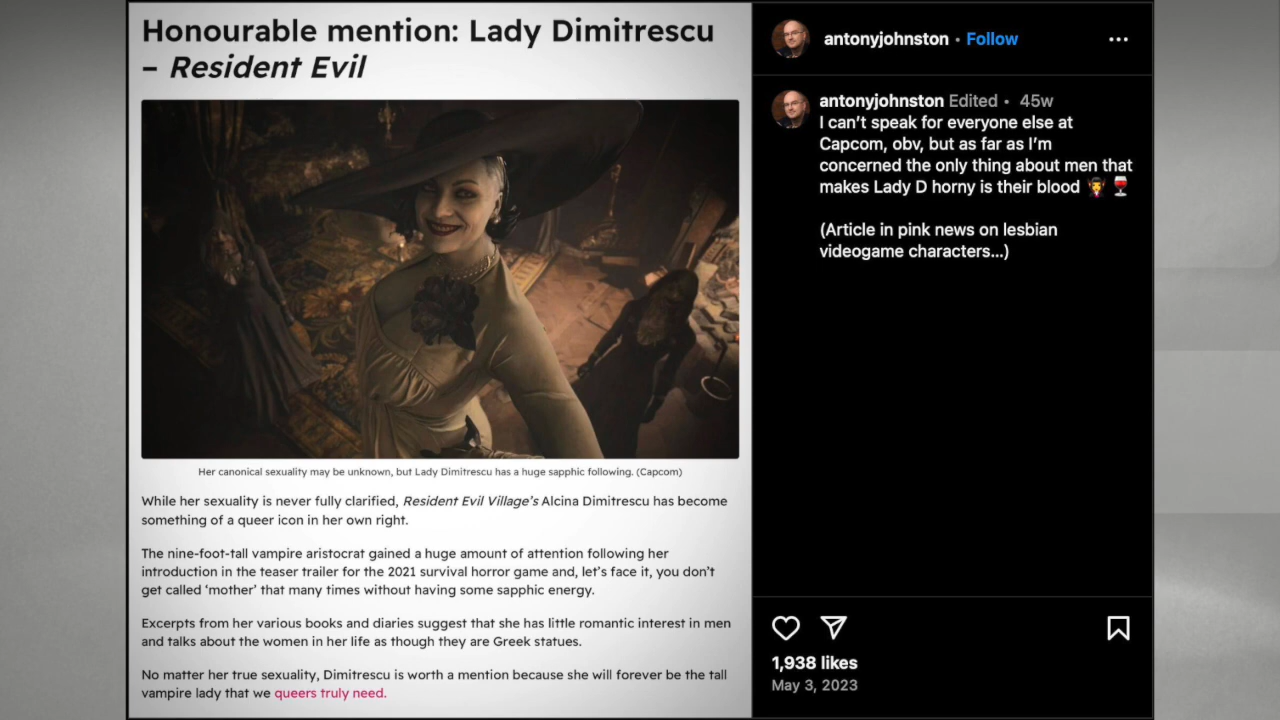 Honourable mention: Lady Dimitrescu
– Resident Evil
Her canonical sexuality may be unknown, but Lady Dimitrescu has a huge sapphic following. (Capcom)
While her sexuality is never fully clarified, Resident Evil Village's Alcina Dimitrescu has become
something of a queer icon in her own right.
The nine-foot-tall vampire aristocrat gained a huge amount of attention following her
introduction in the teaser trailer for the 2021 survival horror game and, let's face it, you don't
get called 'mother' that many times without having some sapphic energy.
Excerpts from her various books and diaries suggest that she has little romantic interest in men
and talks about the women in her life as though they are Greek statues.
No matter her true sexuality, Dimitrescu is worth a mention because she will forever be the tall
vampire lady that we queers truly need.
antonyjohnston • Follow
antonyjohnston Edited • 45w
I can't speak for everyone else at
Capcom, obv, but as far as I'm
concerned the only thing about men that
makes Lady D horny is their blood 🧛‍♀️🍷
(Article in pink news on lesbian
videogame characters...)
1,938 likes
May 3, 2023